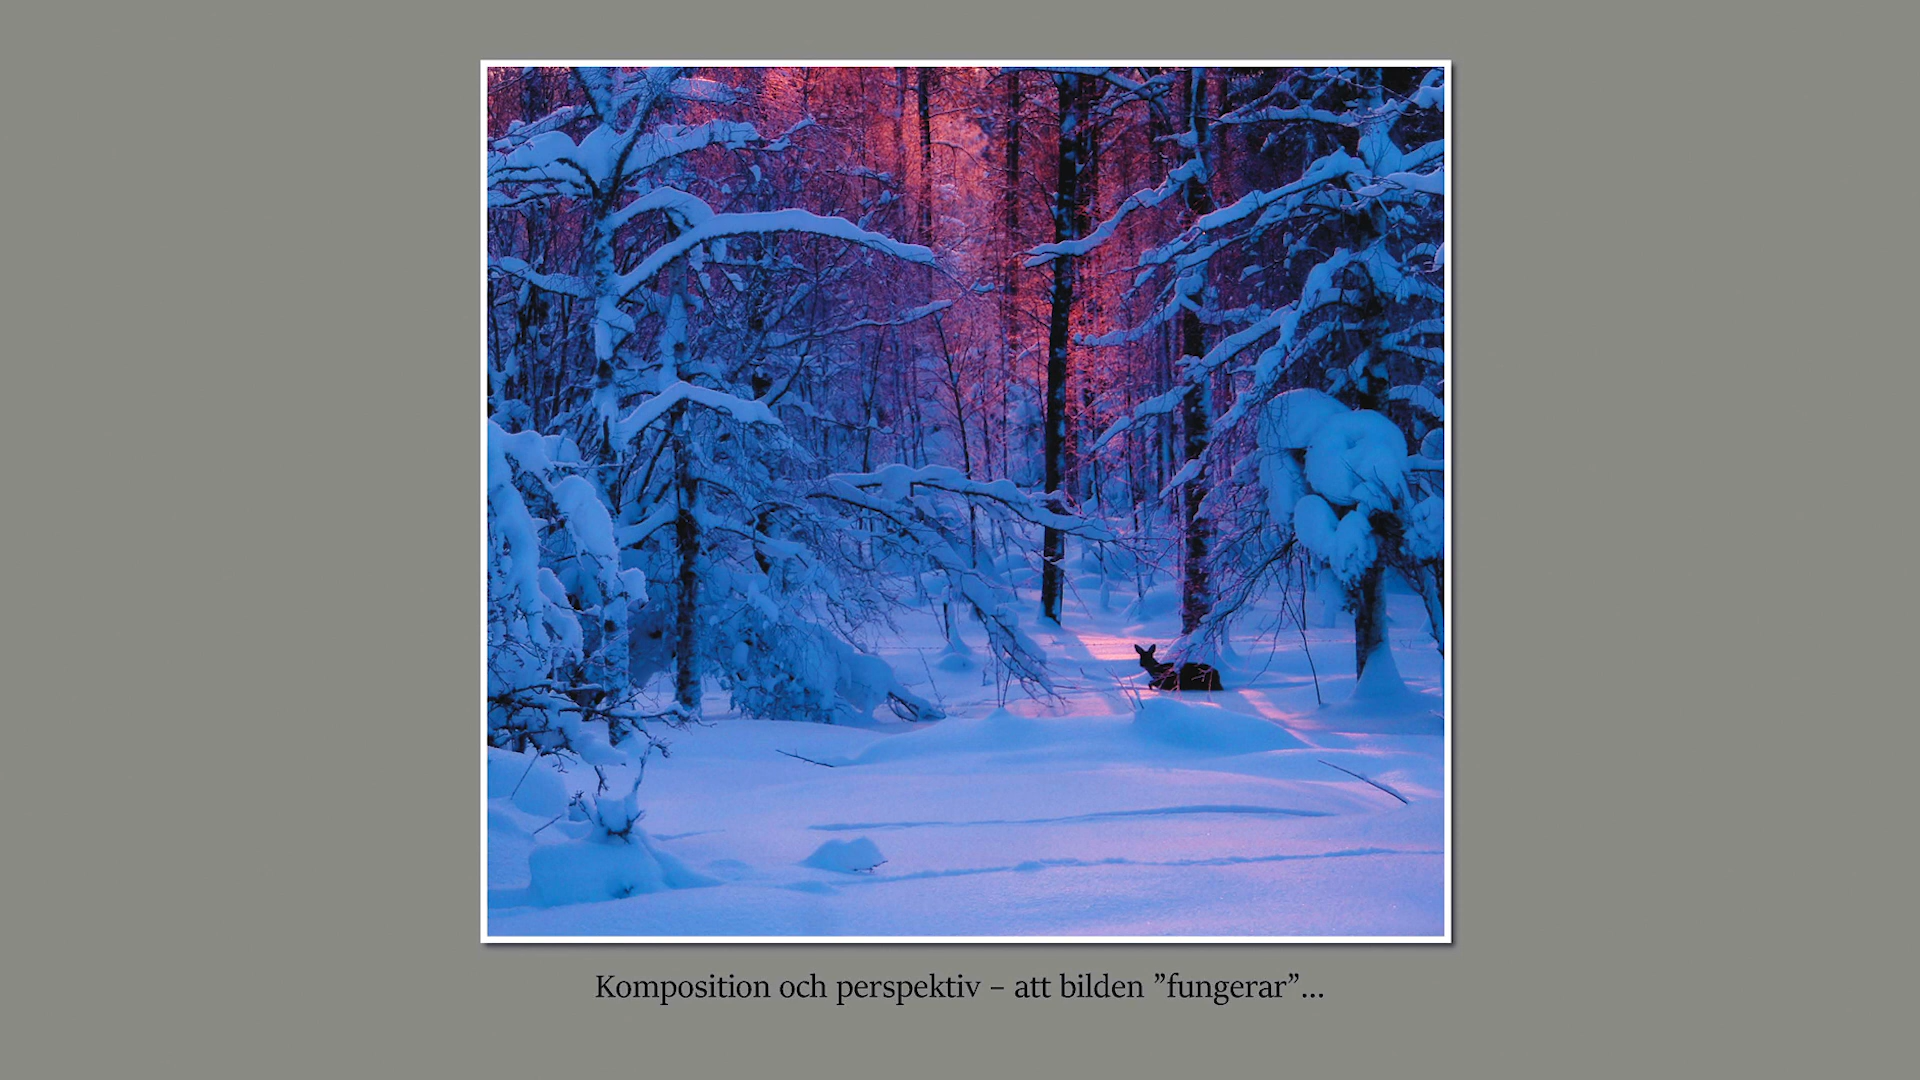 Komposition och perspektiv – att bilden ”fungerar”...